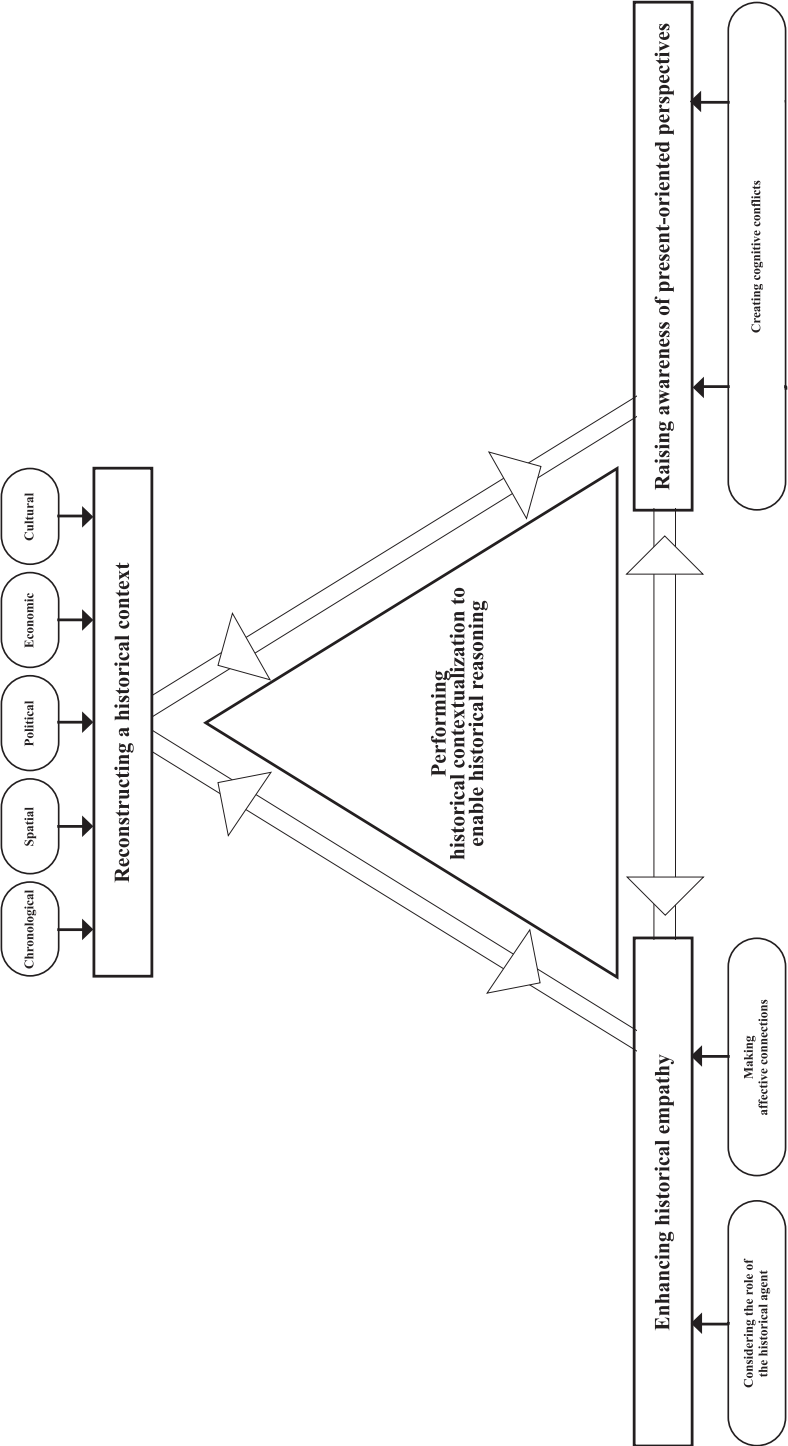 Chronological
Spatial
Political
Economic
Cultural
Reconstructing a historical context
Performing
historical contextualization to
enable historical reasoning
Enhancing historical empathy
Raising awareness of present-oriented perspectives
Considering the role of
the historical agent
Making
affective connections
Creating cognitive conflicts